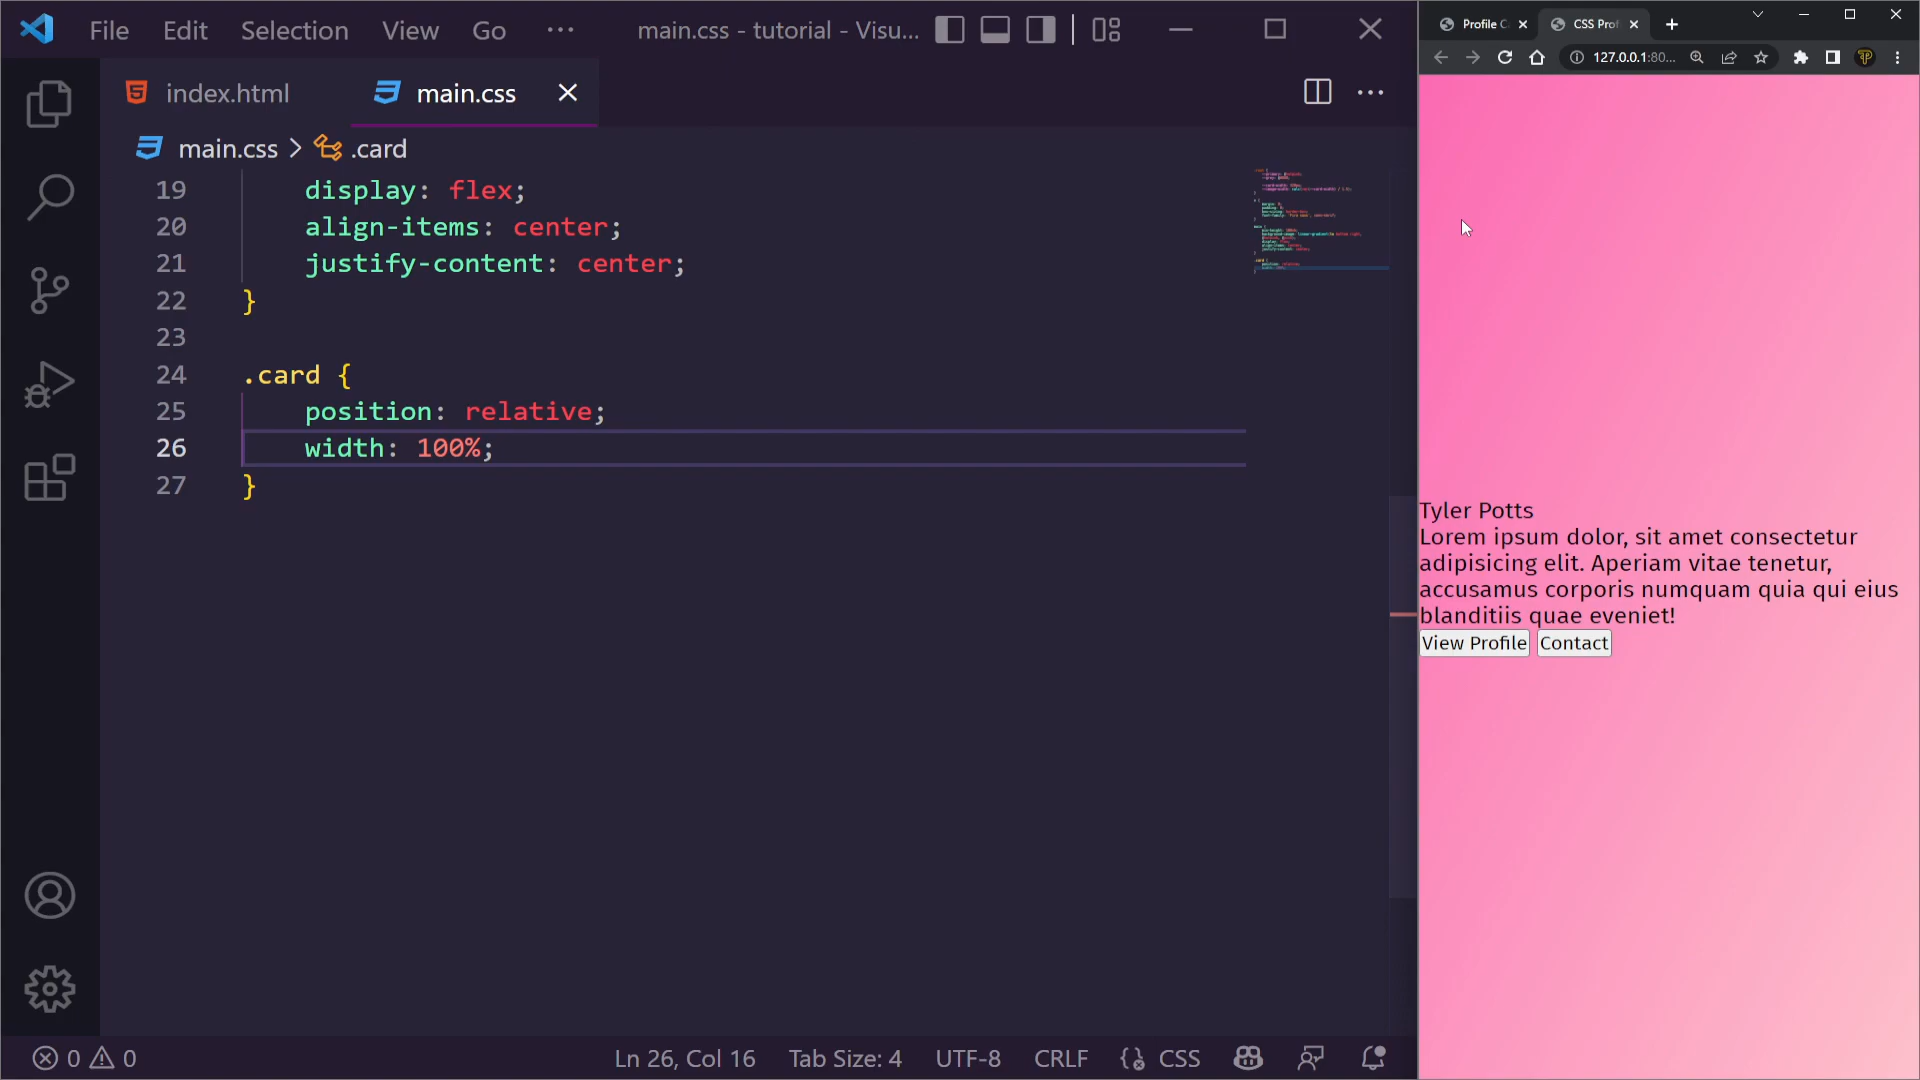 File Edit Selection View Go ··· main.css - tutorial - Visu...
index.html main.css
main.css > .card
19 display: flex;
20 align-items: center;
21 justify-content: center;
22 }
23
24 .card {
25 position: relative;
26 width: 100%;
27 }
0 0 Ln 26, Col 16 Tab Size: 4 UTF-8 CRLF CSS
Profile C CSS Prof
127.0.0.1:80...
Tyler Potts
Lorem ipsum dolor, sit amet consectetur
adipisicing elit. Aperiam vitae tenetur,
accusamus corporis numquam quia qui eius
blanditiis quae eveniet!
View Profile Contact